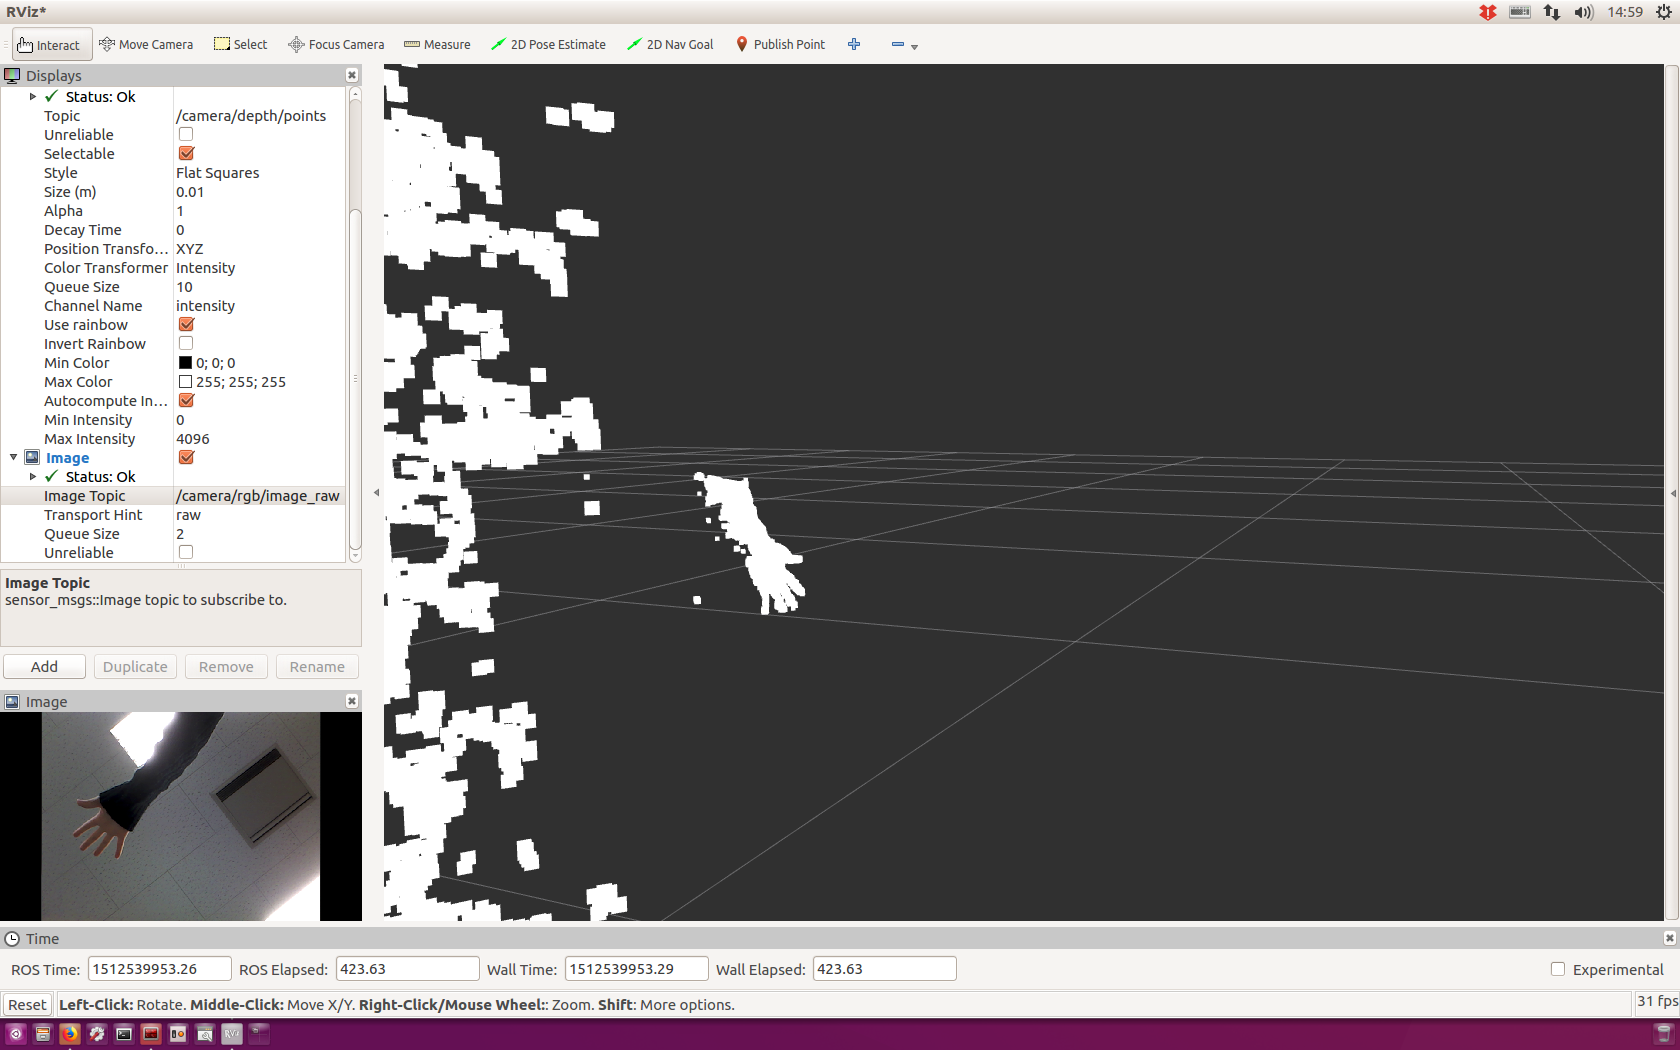 RViz*
14:59
Interact Move Camera Select Focus Camera Measure 2D Pose Estimate 2D Nav Goal Publish Point
Displays
Status: Ok
Topic /camera/depth/points
Unreliable
Selectable
Style Flat Squares
Size (m) 0.01
Alpha 1
Decay Time 0
Position Transfo... XYZ
Color Transformer Intensity
Queue Size 10
Channel Name intensity
Use rainbow
Invert Rainbow
Min Color 0; 0; 0
Max Color 255; 255; 255
Autocompute In...
Min Intensity 0
Max Intensity 4096
Image
Status: Ok
Image Topic /camera/rgb/image_raw
Transport Hint raw
Queue Size 2
Unreliable
Image Topic
sensor_msgs::Image topic to subscribe to.
Add Duplicate Remove Rename
Image
Time
ROS Time: 1512539953.26 ROS Elapsed: 423.63 Wall Time: 1512539953.29 Wall Elapsed: 423.63 Experimental
Reset Left-Click: Rotate. Middle-Click: Move X/Y. Right-Click/Mouse Wheel:: Zoom. Shift: More options. 31 fps
RViz